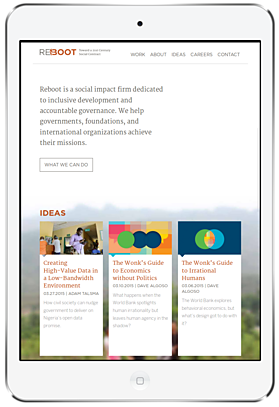 REBOOT
WORK ABOUT IDEAS CAREERS CONTACT
Reboot is a social impact firm dedicated
to inclusive development and
accountable governance. We help
governments, foundations, and
international organizations achieve
their missions.
WHAT WE CAN DO
IDEAS
Creating
High-Value Data in
a Low-Bandwidth
Environment
03.27.2015 | ADAM TALSMA
How civil society can nudge
government to deliver on
Nigeria's open data
promise.
The Wonk's Guide
to Economics
without Politics
03.10.2015 | DAVE ALGOSO
What happens when the
World Bank spotlights
human irrationality, but
leaves human agency in the
shadow?
The Wonk's Guide
to Irrational
Humans
03.06.2015 | DAVE
ALGOSO
The World Bank explores
behavioral economics, but
what's design got to do with
it?